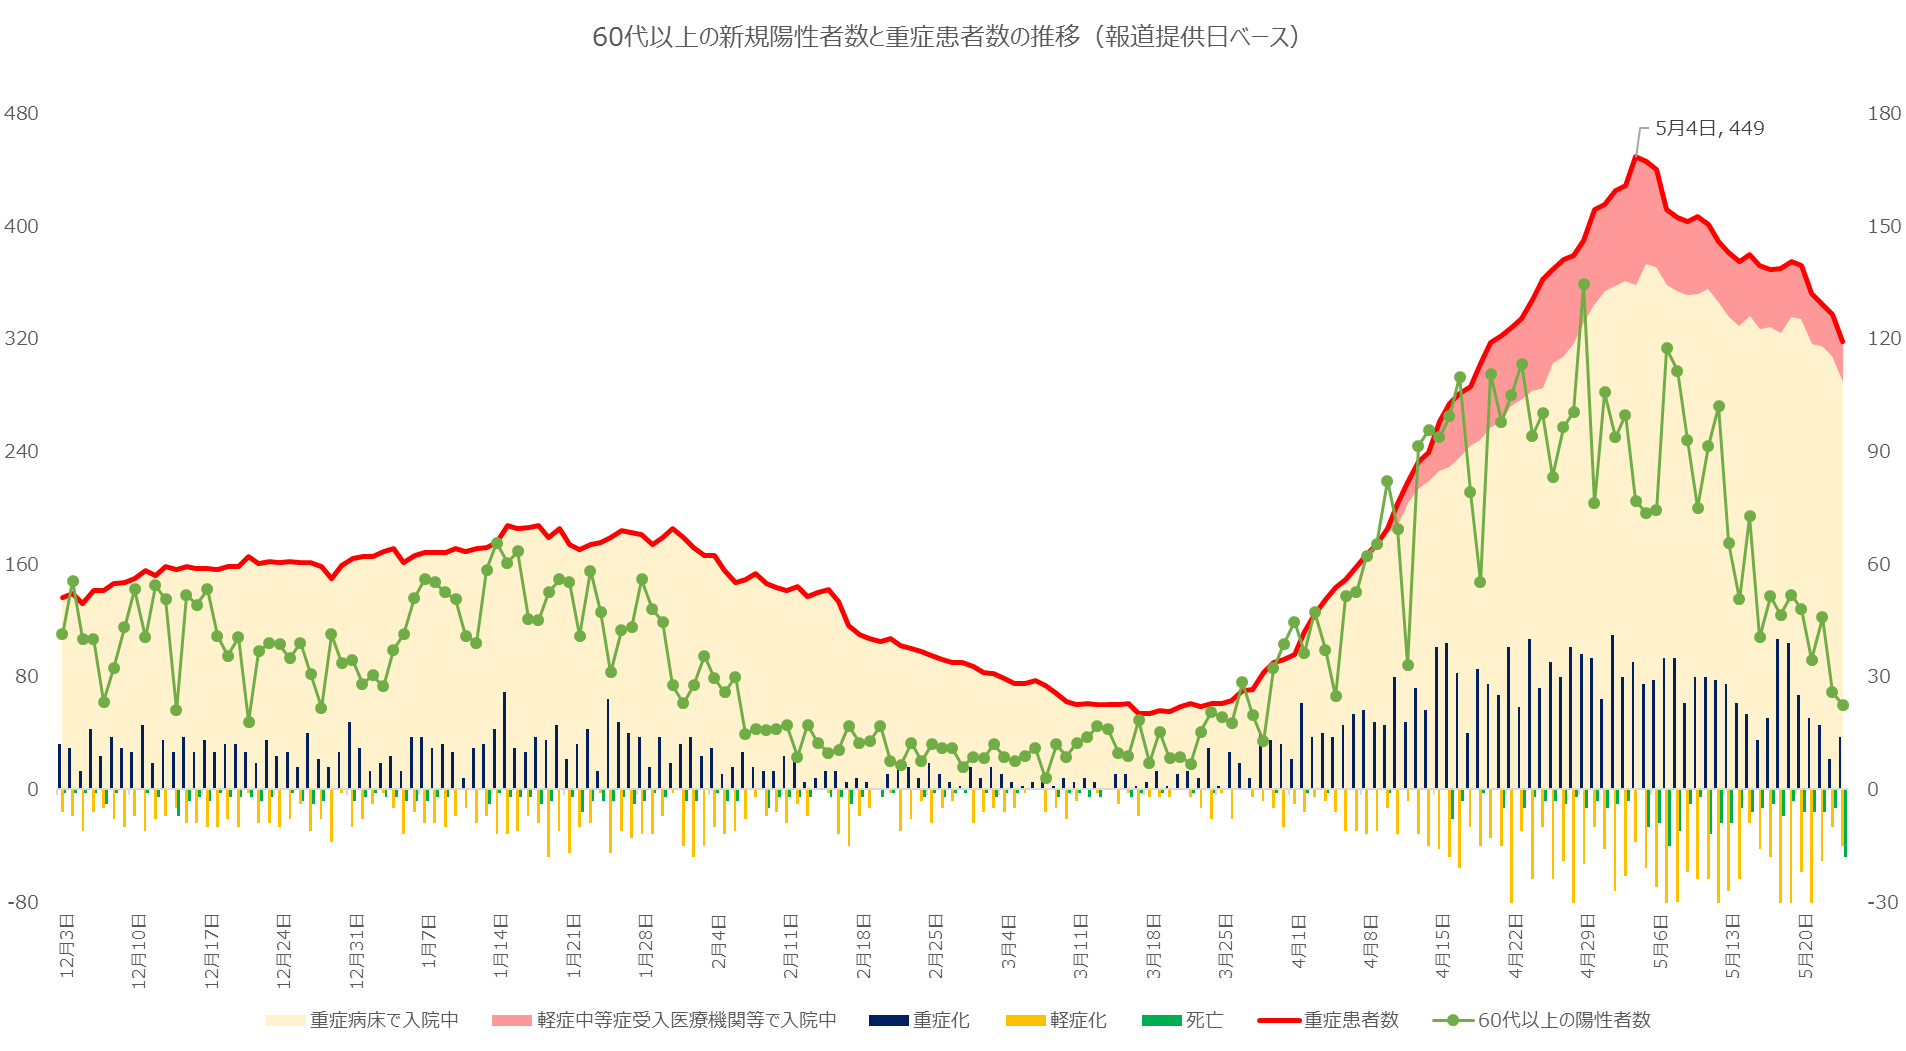 60代以上の新規陽性者数と重症患者数の推移（報道提供日ベース）
480
400
320
240
160
80
0
-80
180
150
120
90
60
30
0
-30
5月4日, 449
12月3日
12月10日
12月17日
12月24日
12月31日
1月7日
1月14日
1月21日
1月28日
2月4日
2月11日
2月18日
2月25日
3月4日
3月11日
3月18日
3月25日
4月1日
4月8日
4月15日
4月22日
4月29日
5月6日
5月13日
5月20日
重症病床で入院中 軽症中等症受入医療機関等で入院中 重症化 軽症化 死亡 重症患者数 60代以上の陽性者数